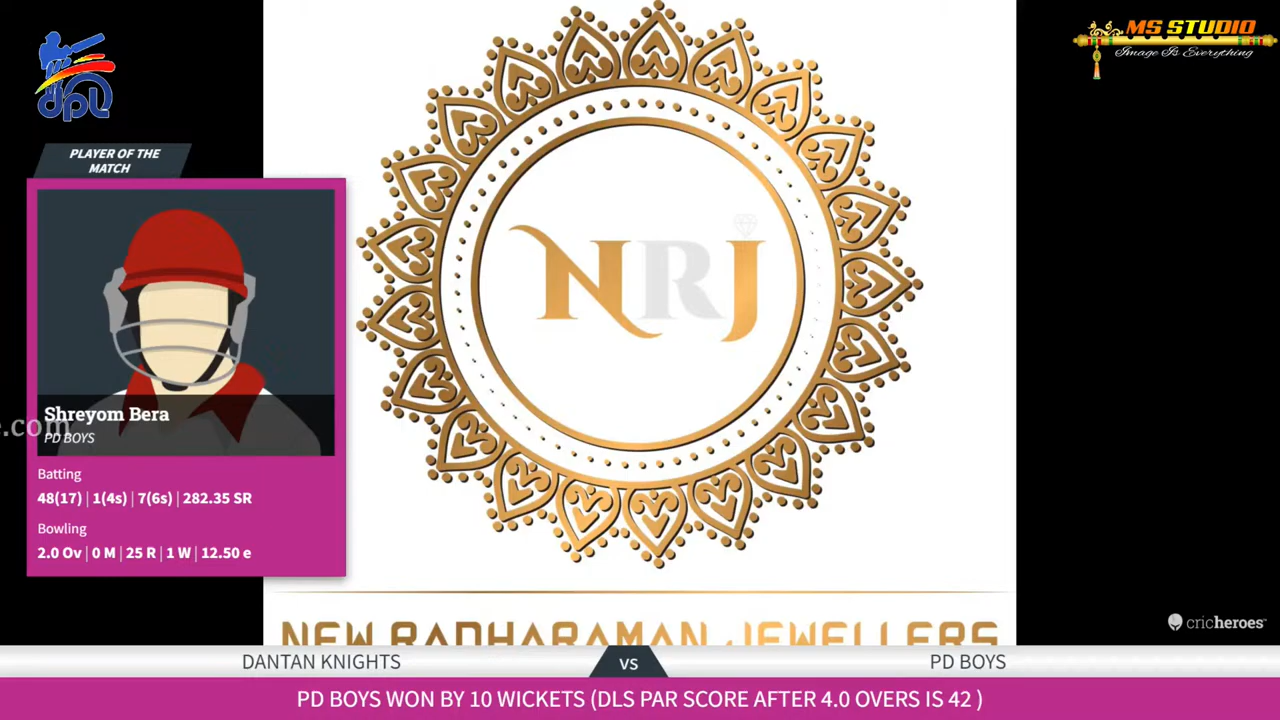 dpl
MS STUDIO
Image Is Everything
PLAYER OF THE
MATCH
NRJ
Shreyom Bera
e.com
PD BOYS
Batting
48(17) | 1(4s) | 7(6s) | 282.35 SR
Bowling
2.0 Ov | 0 M | 25 R | 1 W | 12.50 e
NEW RADHARAMAN JEWELLERS
cricheroes
DANTAN KNIGHTS
VS
PD BOYS
PD BOYS WON BY 10 WICKETS (DLS PAR SCORE AFTER 4.0 OVERS IS 42 )